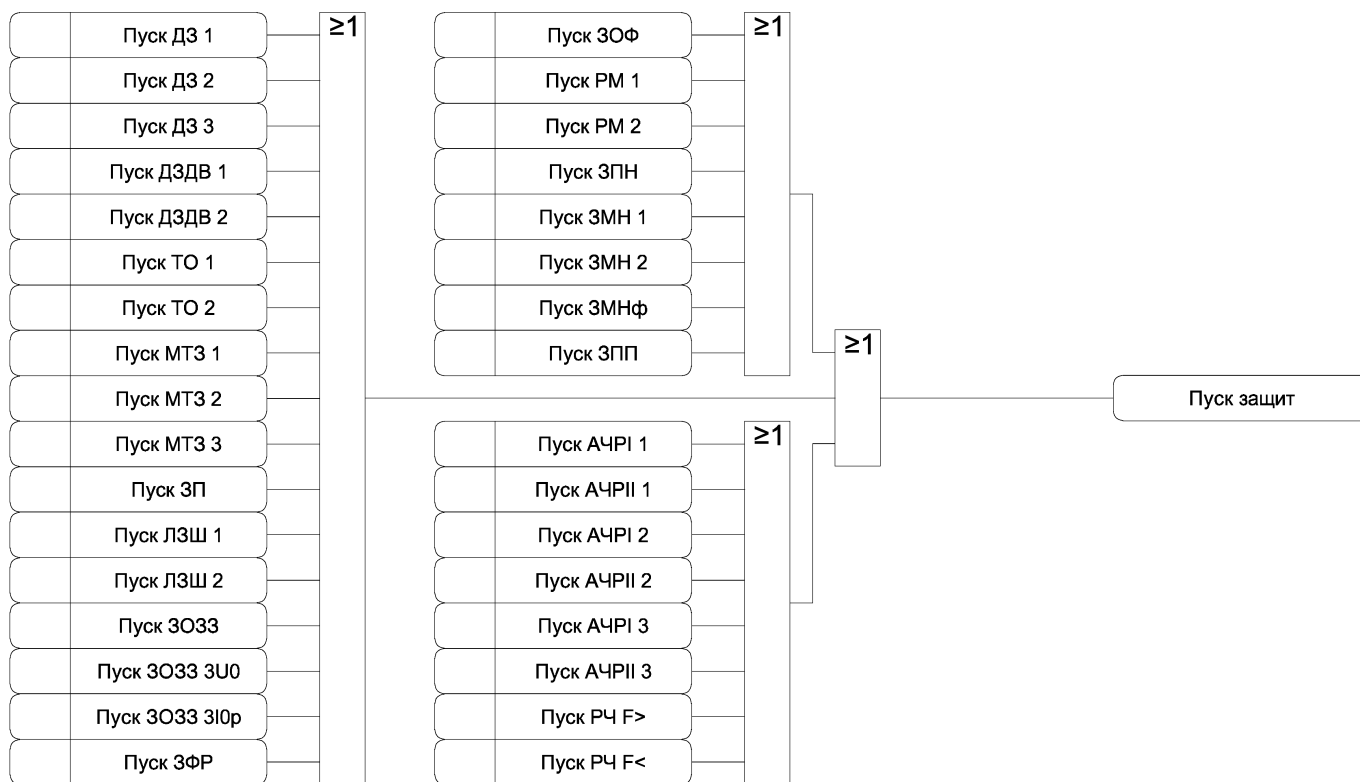 Пуск ДЗ 1
Пуск ДЗ 2
Пуск ДЗ 3
Пуск ДЗДВ 1
Пуск ДЗДВ 2
Пуск ТО 1
Пуск ТО 2
Пуск МТЗ 1
Пуск МТЗ 2
Пуск МТЗ 3
Пуск ЗП
Пуск ЛЗШ 1
Пуск ЛЗШ 2
Пуск ЗОЗЗ
Пуск ЗОЗЗ 3U0
Пуск ЗОЗЗ 3I0р
Пуск ЗФР
≥1
Пуск ЗОФ
Пуск РМ 1
Пуск РМ 2
Пуск ЗПН
Пуск ЗМН 1
Пуск ЗМН 2
Пуск ЗМНф
Пуск ЗПП
≥1
Пуск АЧРI 1
Пуск АЧРII 1
Пуск АЧРI 2
Пуск АЧРII 2
Пуск АЧРI 3
Пуск АЧРII 3
Пуск РЧ F>
Пуск РЧ F<
≥1
≥1
Пуск защит